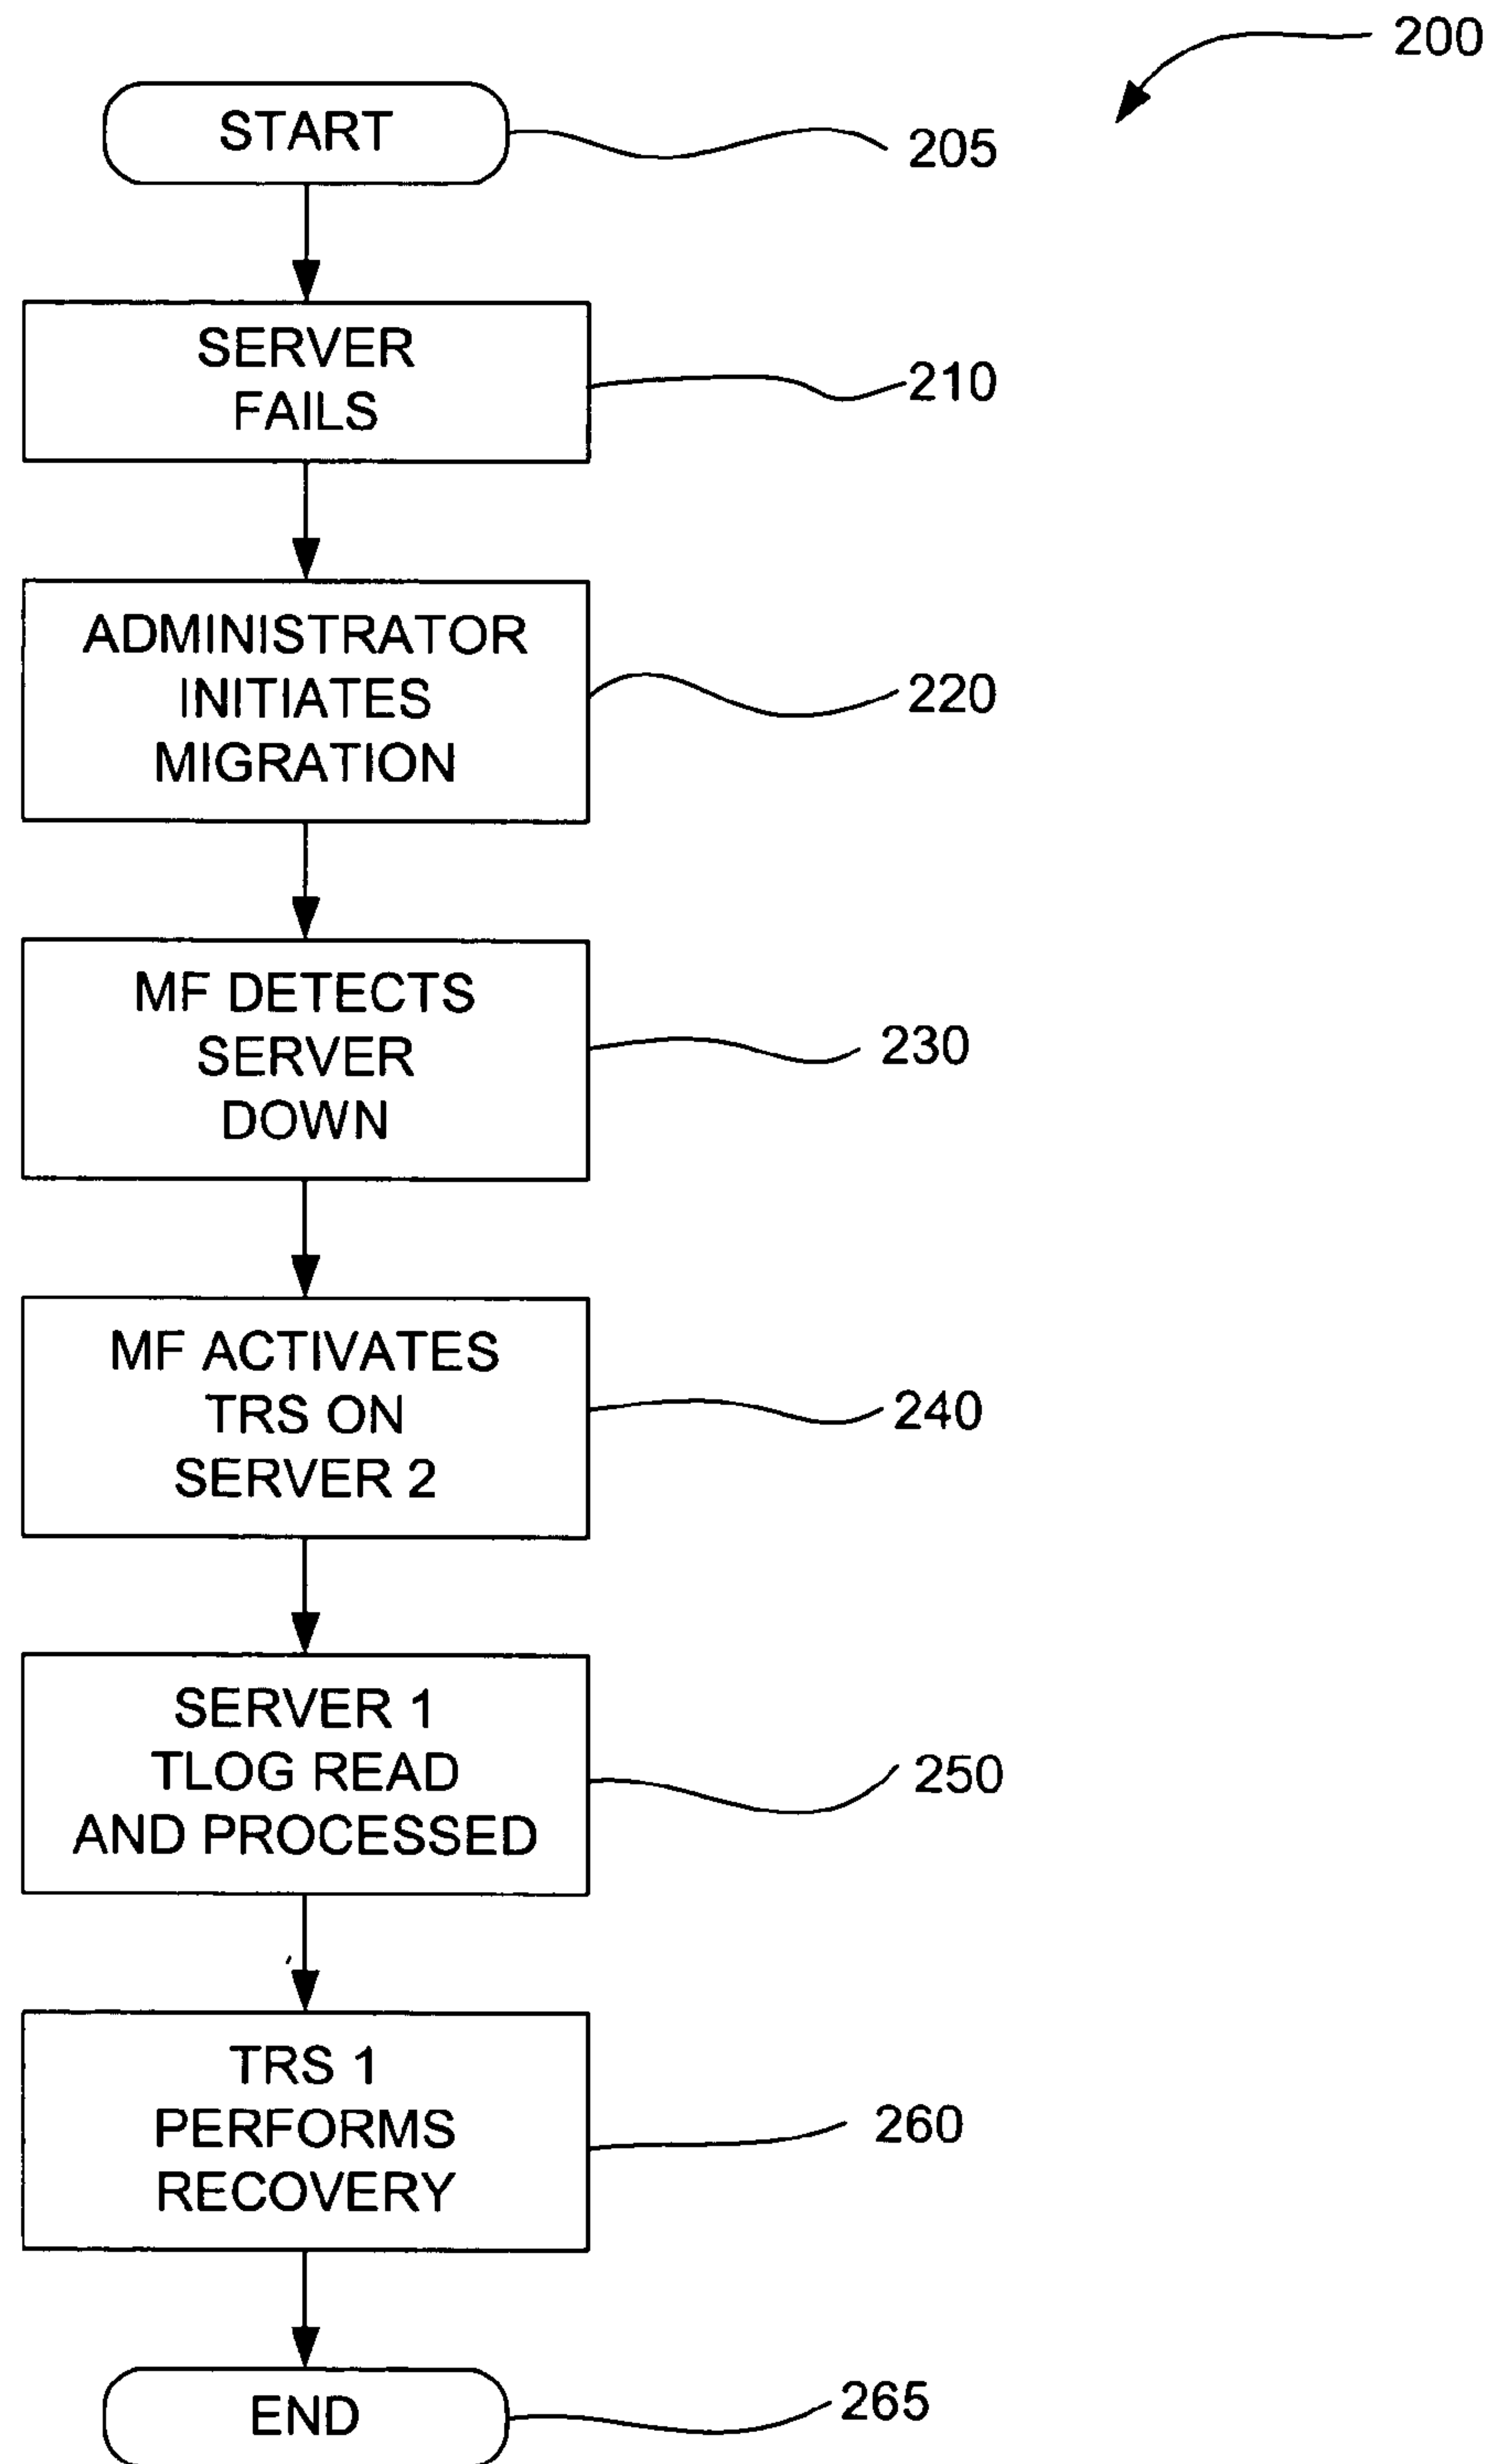 200
START
205
SERVER
FAILS
210
ADMINISTRATOR
INITIATES
MIGRATION
220
MF DETECTS
SERVER
DOWN
230
MF ACTIVATES
TRS ON
SERVER 2
240
SERVER 1
TLOG READ
AND PROCESSED
250
TRS 1
PERFORMS
RECOVERY
260
END
265